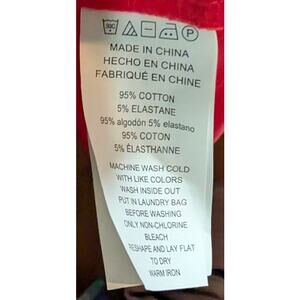 MADE IN CHINA
HECHO EN CHINA
FABRIQUÉ EN CHINE
95% COTTON
5% ELASTANE
95% algodón 5% elastano
95% COTON
5% ÉLASTHANNE
MACHINE WASH COLD
WITH LIKE COLORS
WASH INSIDE OUT
PUT IN LAUNDRY BAG
BEFORE WASHING
ONLY NON-CHLORINE
BLEACH
RESHAPE AND LAY FLAT
TO DRY
WARM IRON